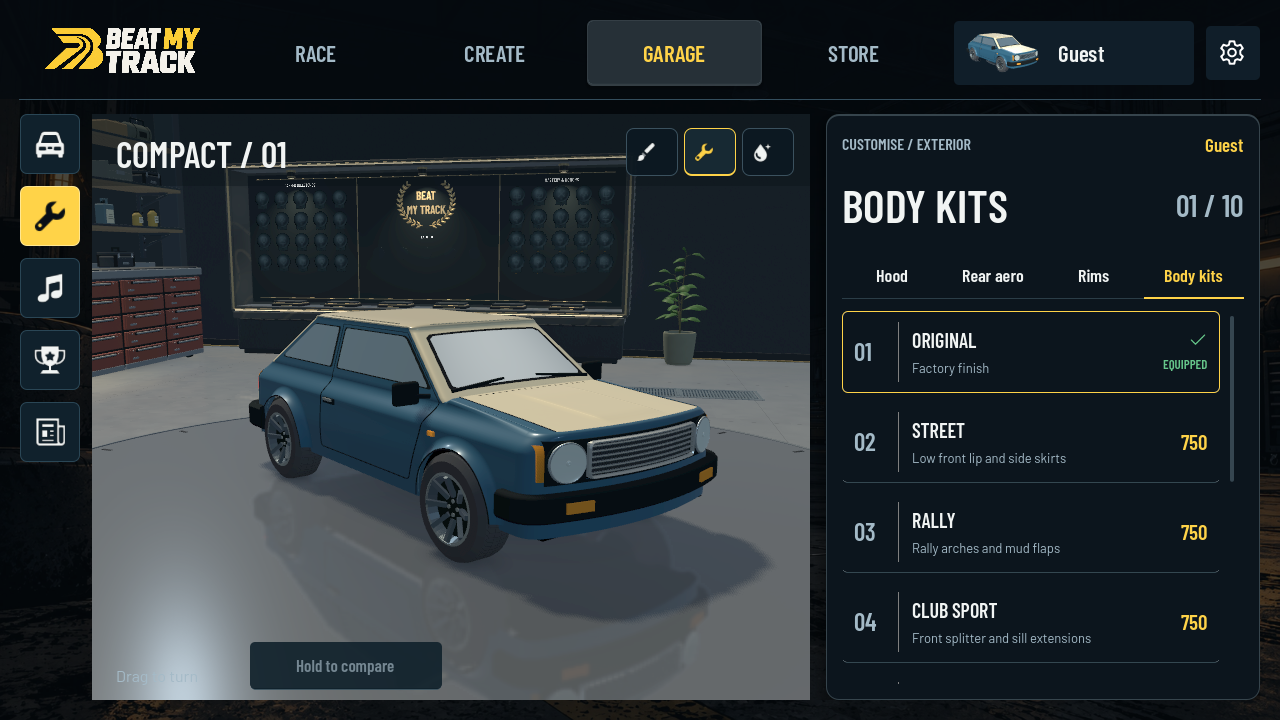 BEAT MY
TRACK
RACE
CREATE
GARAGE
STORE
Guest
COMPACT / 01
BEAT
MY TRACK
Drag to turn
Hold to compare
CUSTOMISE / EXTERIOR
Guest
BODY KITS
01 / 10
Hood
Rear aero
Rims
Body kits
01
ORIGINAL
Factory finish
EQUIPPED
02
STREET
Low front lip and side skirts
750
03
RALLY
Rally arches and mud flaps
750
04
CLUB SPORT
Front splitter and sill extensions
750